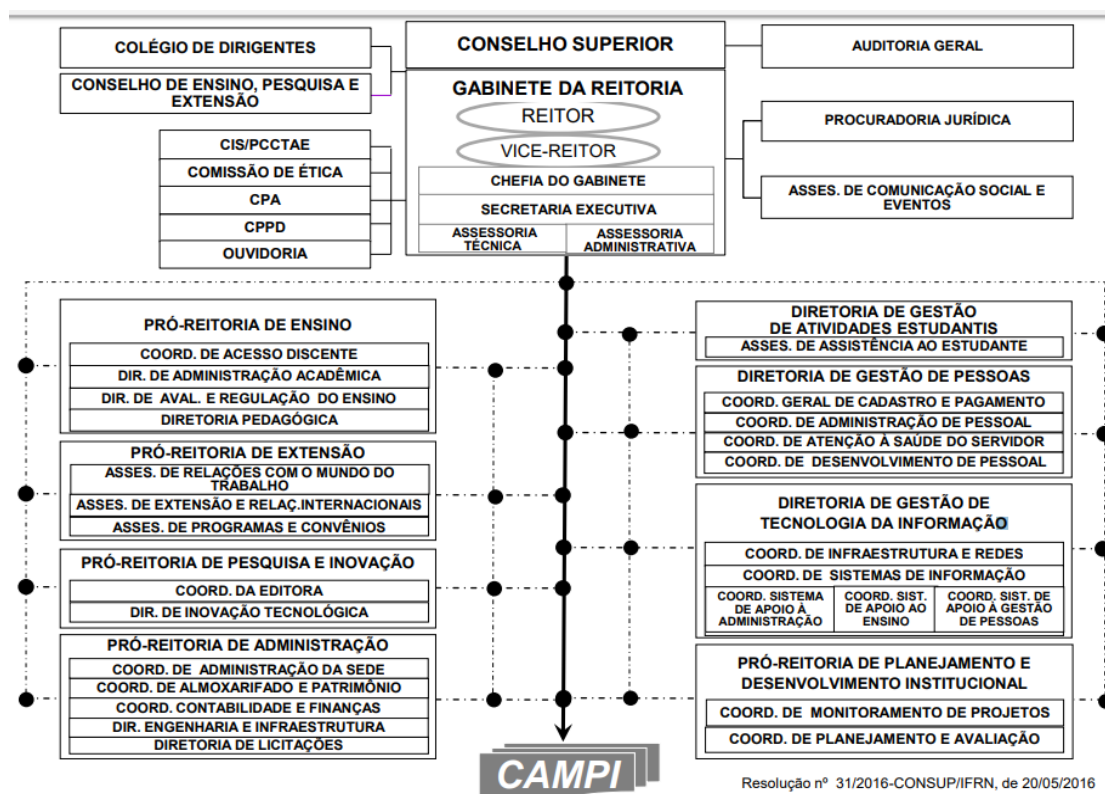 COLÉGIO DE DIRIGENTES
CONSELHO DE ENSINO, PESQUISA E
EXTENSÃO
CONSELHO SUPERIOR
AUDITORIA GERAL
GABINETE DA REITORIA
REITOR
VICE-REITOR
CHEFIA DO GABINETE
SECRETARIA EXECUTIVA
ASSESSORIA
TÉCNICA
ASSESSORIA
ADMINISTRATIVA
PROCURADORIA JURÍDICA
ASSES. DE COMUNICAÇÃO SOCIAL E
EVENTOS
CIS/PCCTAE
COMISSÃO DE ÉTICA
CPA
CPPD
OUVIDORIA
PRÓ-REITORIA DE ENSINO
COORD. DE ACESSO DISCENTE
DIR. DE ADMINISTRAÇÃO ACADÊMICA
DIR. DE AVAL. E REGULAÇÃO DO ENSINO
DIRETORIA PEDAGÓGICA
PRÓ-REITORIA DE EXTENSÃO
ASSES. DE RELAÇÕES COM O MUNDO DO
TRABALHO
ASSES. DE EXTENSÃO E RELAÇ.INTERNACIONAIS
ASSES. DE PROGRAMAS E CONVÊNIOS
PRÓ-REITORIA DE PESQUISA E INOVAÇÃO
COORD. DA EDITORA
DIR. DE INOVAÇÃO TECNOLÓGICA
PRÓ-REITORIA DE ADMINISTRAÇÃO
COORD. DE ADMINISTRAÇÃO DA SEDE
COORD. DE ALMOXARIFADO E PATRIMÔNIO
COORD. CONTABILIDADE E FINANÇAS
DIR. ENGENHARIA E INFRAESTRUTURA
DIRETORIA DE LICITAÇÕES
DIRETORIA DE GESTÃO
DE ATIVIDADES ESTUDANTIS
ASSES. DE ASSISTÊNCIA AO ESTUDANTE
DIRETORIA DE GESTÃO DE PESSOAS
COORD. GERAL DE CADASTRO E PAGAMENTO
COORD. DE ADMINISTRAÇÃO DE PESSOAL
COORD. DE ATENÇÃO À SAÚDE DO SERVIDOR
COORD. DE DESENVOLVIMENTO DE PESSOAL
DIRETORIA DE GESTÃO DE
TECNOLOGIA DA INFORMAÇÃO
COORD. DE INFRAESTRUTURA E REDES
COORD. DE SISTEMAS DE INFORMAÇÃO
COORD. SISTEMA
DE APOIO À
ADMINISTRAÇÃO
COORD. SIST.
DE APOIO AO
ENSINO
COORD. SIST. DE
APOIO À GESTÃO
DE PESSOAS
PRÓ-REITORIA DE PLANEJAMENTO E
DESENVOLVIMENTO INSTITUCIONAL
COORD. DE MONITORAMENTO DE PROJETOS
COORD. DE PLANEJAMENTO E AVALIAÇÃO
CAMPI
Resolução nº 31/2016-CONSUP/IFRN, de 20/05/2016